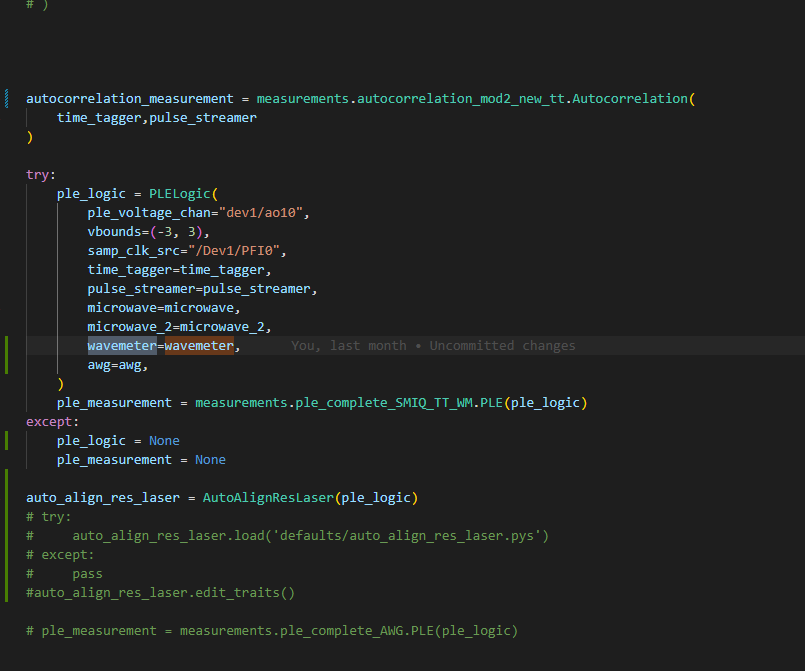 # )
autocorrelation_measurement = measurements.autocorrelation_mod2_new_tt.Autocorrelation(
    time_tagger,pulse_streamer
)
try:
    ple_logic = PLELogic(
        ple_voltage_chan="dev1/ao10",
        vbounds=(-3, 3),
        samp_clk_src="/Dev1/PFI0",
        time_tagger=time_tagger,
        pulse_streamer=pulse_streamer,
        microwave=microwave,
        microwave_2=microwave_2,
        wavemeter=wavemeter,      You, last month • Uncommitted changes
        awg=awg,
    )
    ple_measurement = measurements.ple_complete_SMIQ_TT_WM.PLE(ple_logic)
except:
    ple_logic = None
    ple_measurement = None
auto_align_res_laser = AutoAlignResLaser(ple_logic)
# try:
#     auto_align_res_laser.load('defaults/auto_align_res_laser.pys')
# except:
#     pass
#auto_align_res_laser.edit_traits()
# ple_measurement = measurements.ple_complete_AWG.PLE(ple_logic)